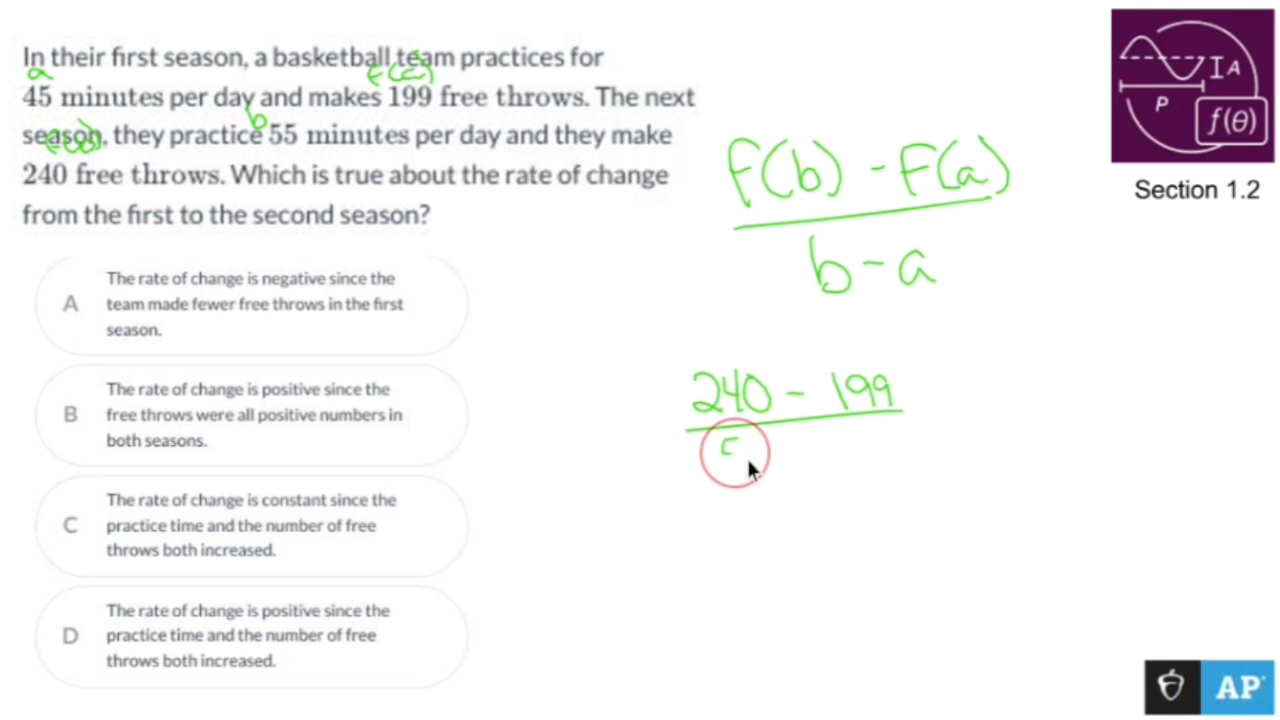 In their first season, a basketball team practices for
a
f(a)
45 minutes per day and makes 199 free throws. The next
b
season, they practice 55 minutes per day and they make
f(b)
240 free throws. Which is true about the rate of change
from the first to the second season?
A
The rate of change is negative since the
team made fewer free throws in the first
season.
B
The rate of change is positive since the
free throws were all positive numbers in
both seasons.
C
The rate of change is constant since the
practice time and the number of free
throws both increased.
D
The rate of change is positive since the
practice time and the number of free
throws both increased.
f(b) - f(a)
b - a
240 - 199
I A
P
f(θ)
Section 1.2
AP